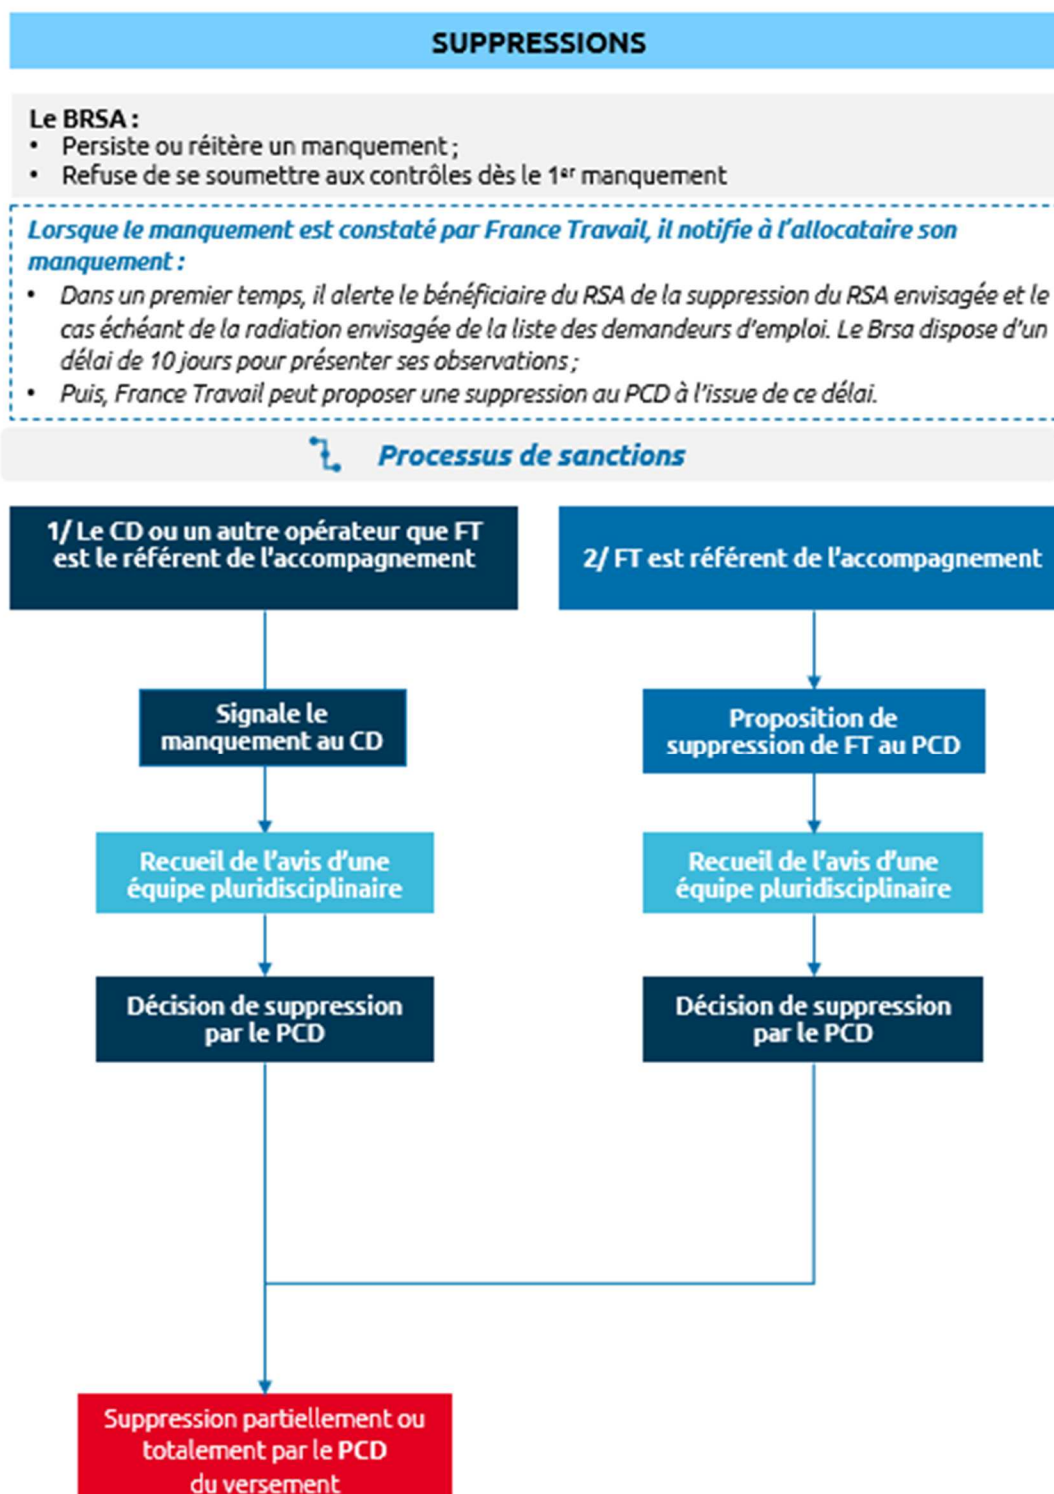 SUPPRESSIONS
Le BRSA :
• Persiste ou réitère un manquement ;
• Refuse de se soumettre aux contrôles dès le 1er manquement
Lorsque le manquement est constaté par France Travail, il notifie à l'allocataire son
manquement :
• Dans un premier temps, il alerte le bénéficiaire du RSA de la suppression du RSA envisagée et le
cas échéant de la radiation envisagée de la liste des demandeurs d'emploi. Le Brsa dispose d'un
délai de 10 jours pour présenter ses observations ;
• Puis, France Travail peut proposer une suppression au PCD à l'issue de ce délai.
Processus de sanctions
1/ Le CD ou un autre opérateur que FT
est le référent de l'accompagnement
Signale le
manquement au CD
Recueil de l'avis d'une
équipe pluridisciplinaire
Décision de suppression
par le PCD
2/ FT est référent de l'accompagnement
Proposition de
suppression de FT au PCD
Recueil de l'avis d'une
équipe pluridisciplinaire
Décision de suppression
par le PCD
Suppression partiellement ou
totalement par le PCD
du versement